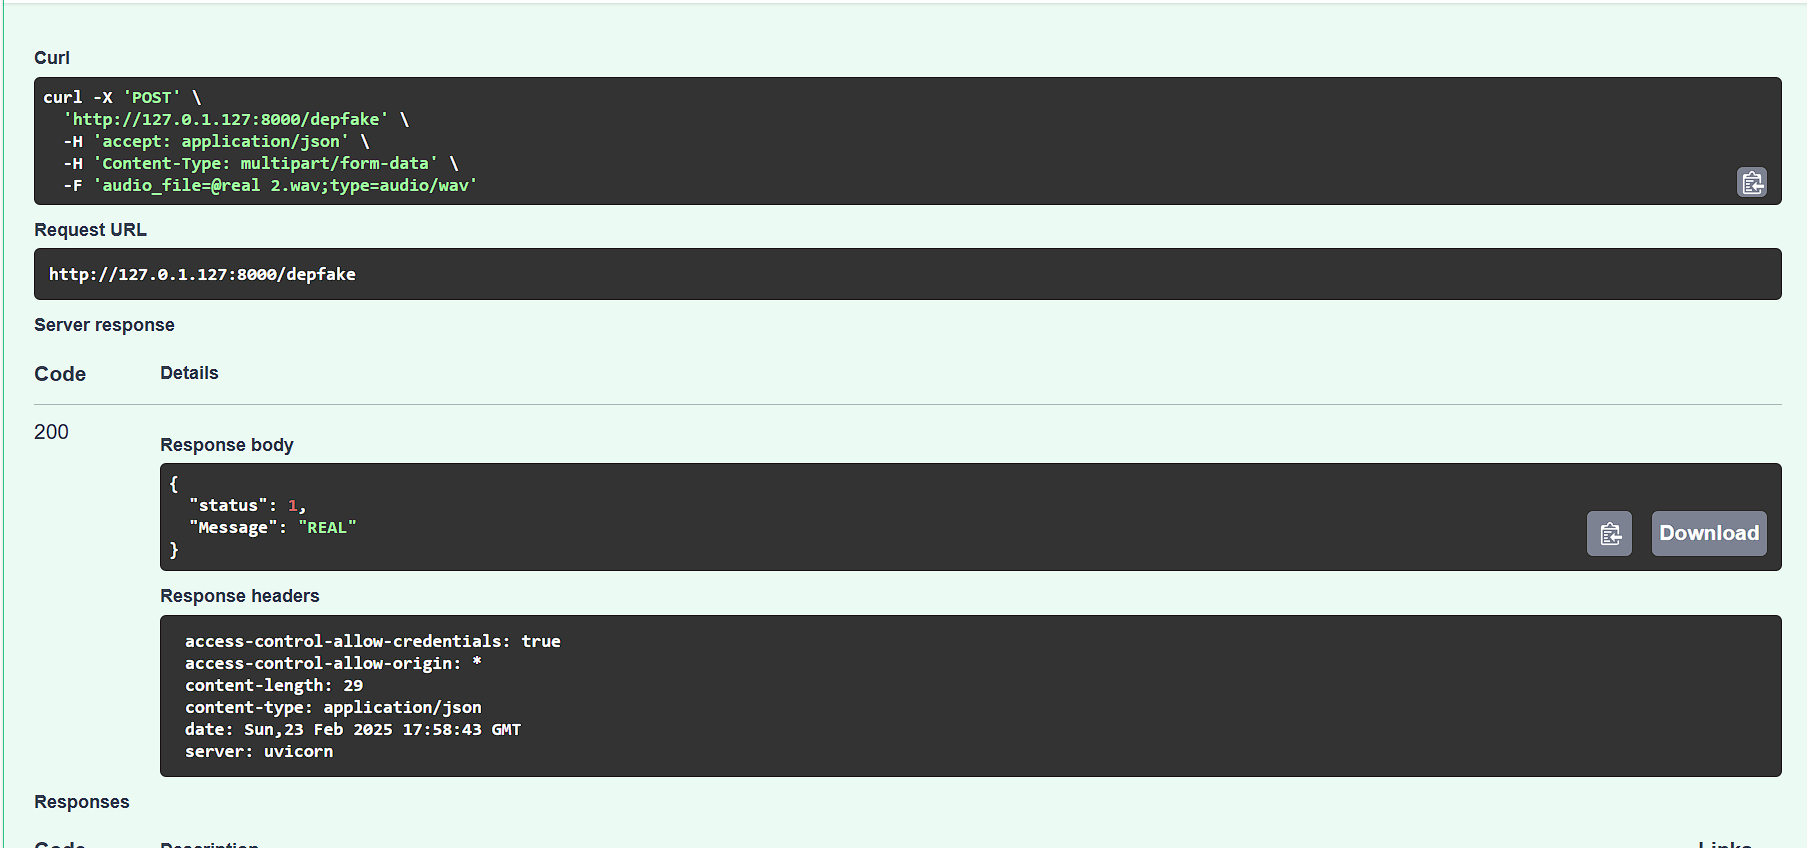 Curl
curl -X 'POST' \
'http://127.0.1.127:8000/depfake' \
-H 'accept: application/json' \
-H 'Content-Type: multipart/form-data' \
-F 'audio_file=@real 2.wav;type=audio/wav'
Request URL
http://127.0.1.127:8000/depfake
Server response
Code Details
200
Response body
{
"status": 1,
"Message": "REAL"
}
Download
Response headers
access-control-allow-credentials: true
access-control-allow-origin: *
content-length: 29
content-type: application/json
date: Sun,23 Feb 2025 17:58:43 GMT
server: uvicorn
Responses
Code Description Links